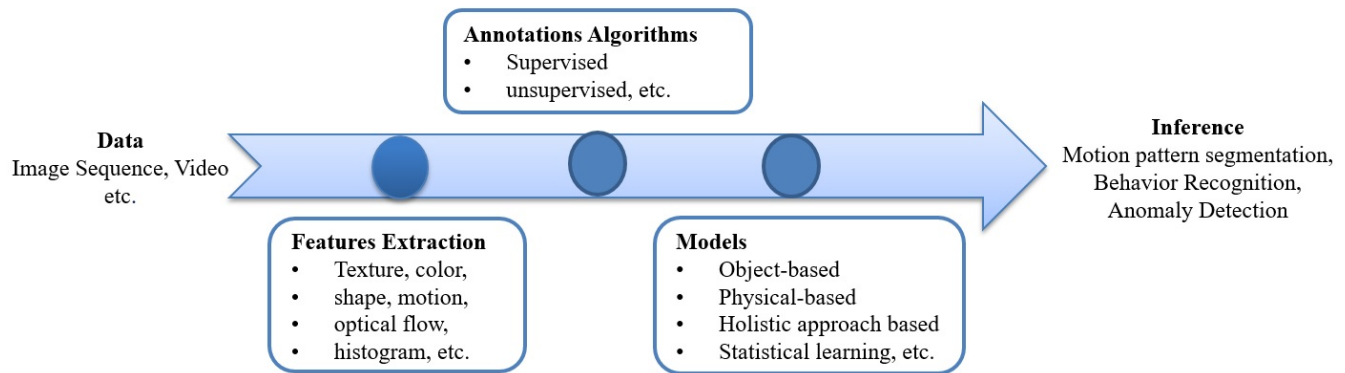 Data
Image Sequence, Video
etc.
Features Extraction
• Texture, color,
• shape, motion,
• optical flow,
• histogram, etc.
Annotations Algorithms
• Supervised
• unsupervised, etc.
Models
• Object-based
• Physical-based
• Holistic approach based
• Statistical learning, etc.
Inference
Motion pattern segmentation,
Behavior Recognition,
Anomaly Detection